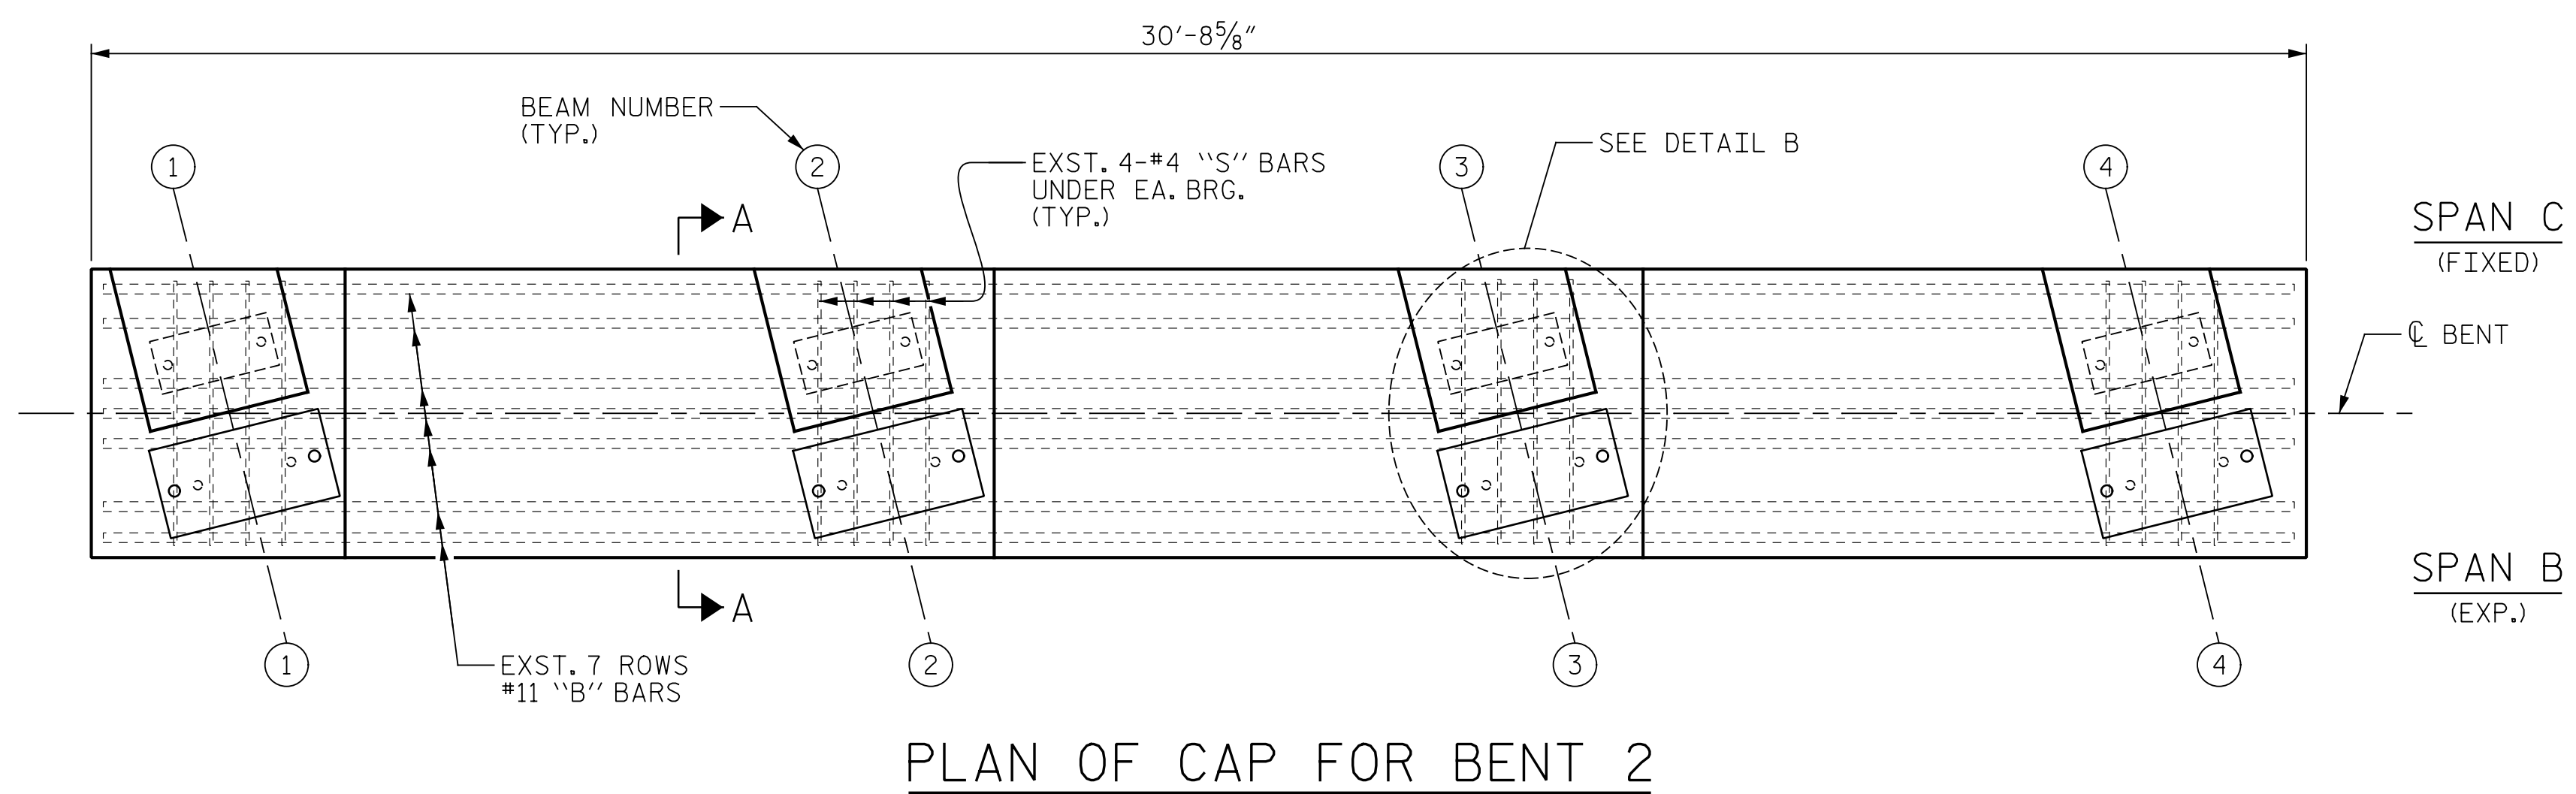 30'-8⅝"
BEAM NUMBER
(TYP.)
SEE DETAIL B
1
2
EXST. 4-#4 "S" BARS
UNDER EA. BRG.
(TYP.)
3
4
A
SPAN C
(FIXED)
℄ BENT
SPAN B
(EXP.)
A
1
EXST. 7 ROWS
#11 "B" BARS
2
3
4
PLAN OF CAP FOR BENT 2